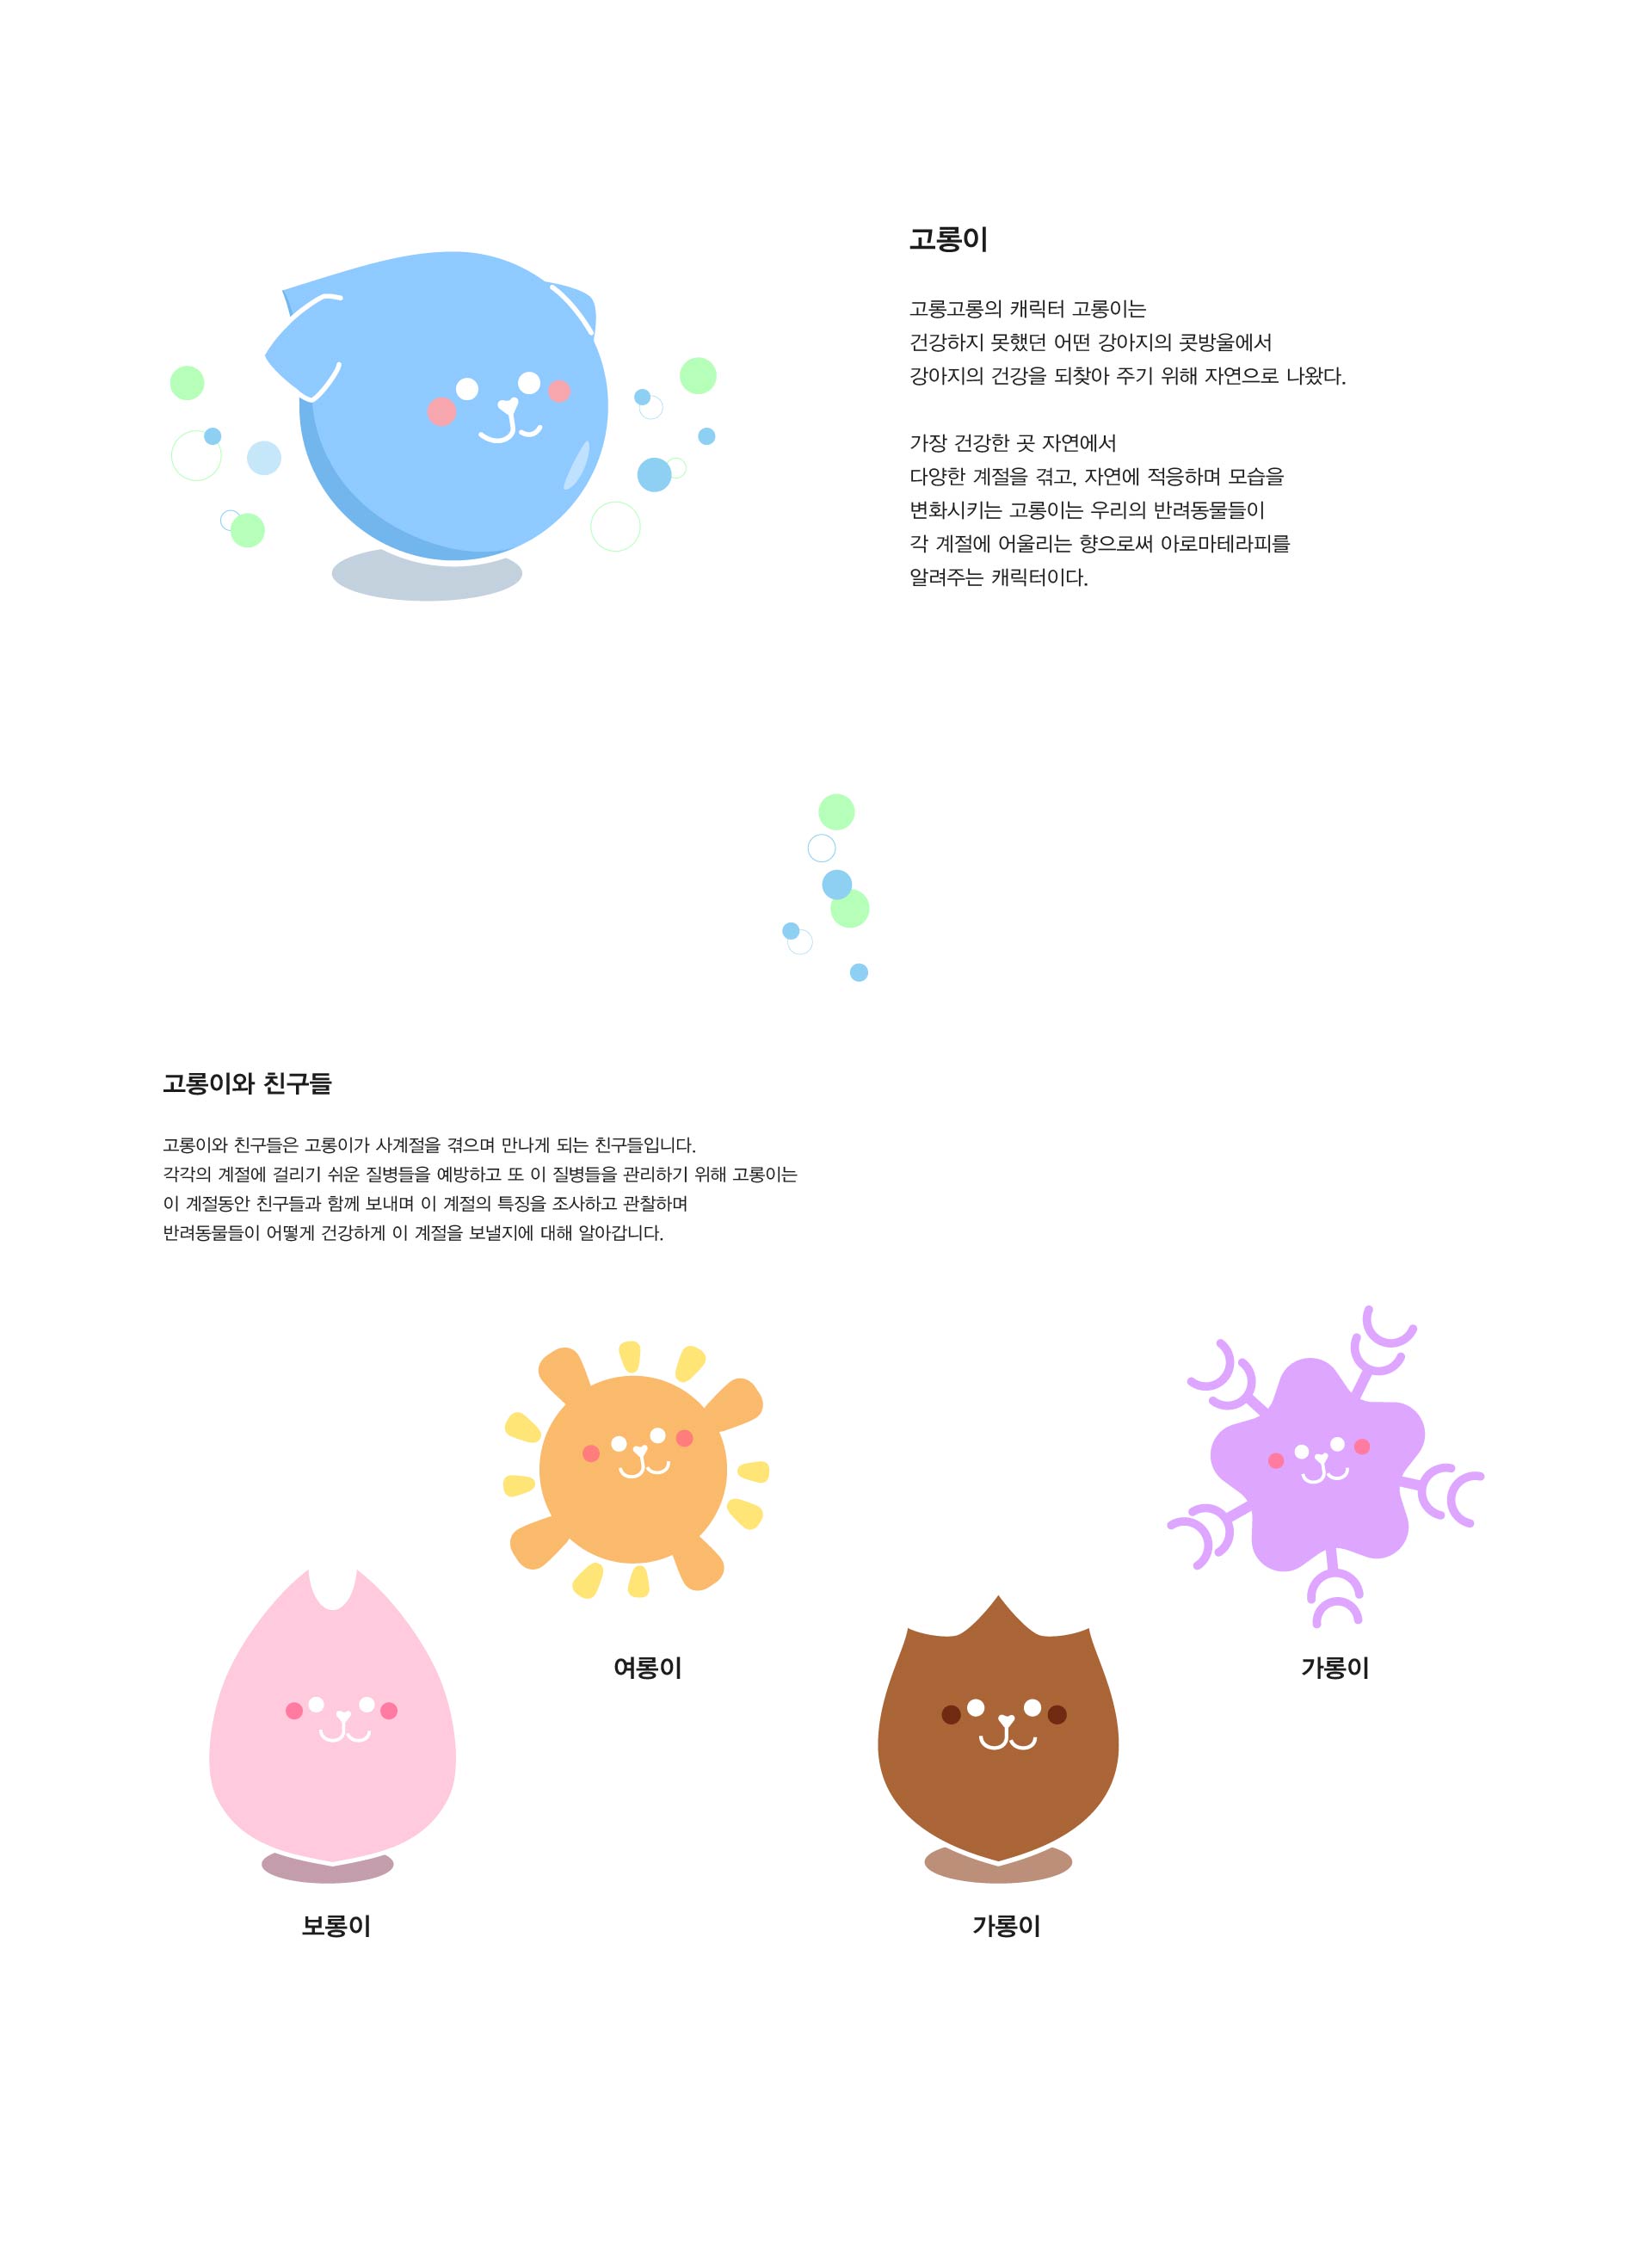 고롱이
고롱고롱의 캐릭터 고롱이는
건강하지 못했던 어떤 강아지의 콧방울에서
강아지의 건강을 되찾아 주기 위해 자연으로 나왔다.
가장 건강한 곳 자연에서
다양한 계절을 겪고, 자연에 적응하며 모습을
변화시키는 고롱이는 우리의 반려동물들이
각 계절에 어울리는 향으로써 아로마테라피를
알려주는 캐릭터이다.
고롱이와 친구들
고롱이와 친구들은 고롱이가 사계절을 겪으며 만나게 되는 친구들입니다.
각각의 계절에 걸리기 쉬운 질병들을 예방하고 또 이 질병들을 관리하기 위해 고롱이는
이 계절동안 친구들과 함께 보내며 이 계절의 특징을 조사하고 관찰하며
반려동물들이 어떻게 건강하게 이 계절을 보낼지에 대해 알아갑니다.
여롱이
가롱이
보롱이
가롱이